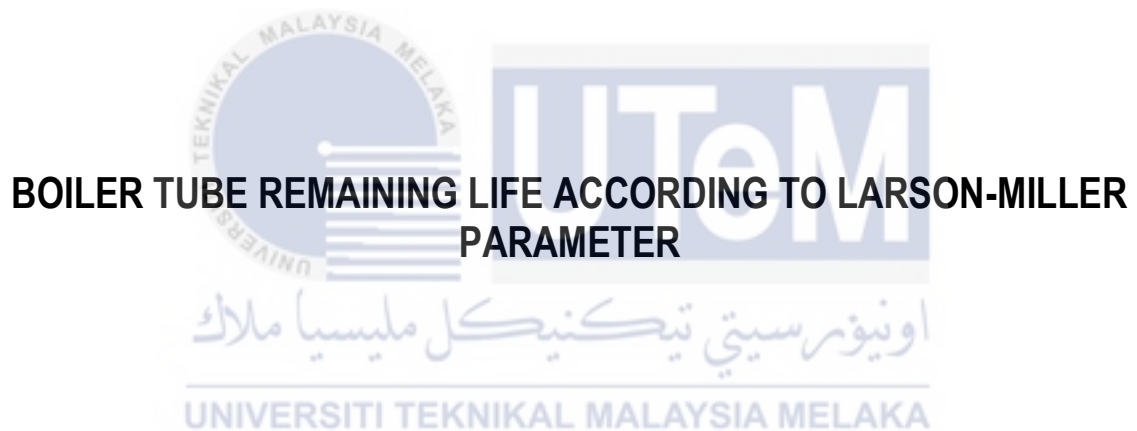 UNIVERSITI TEKNIKAL MALAYSIA MELAKA
UTeM
BOILER TUBE REMAINING LIFE ACCORDING TO LARSON-MILLER
PARAMETER
اونيۏرسيتي تيكنيكل مليسيا ملاك
UNIVERSITI TEKNIKAL MALAYSIA MELAKA